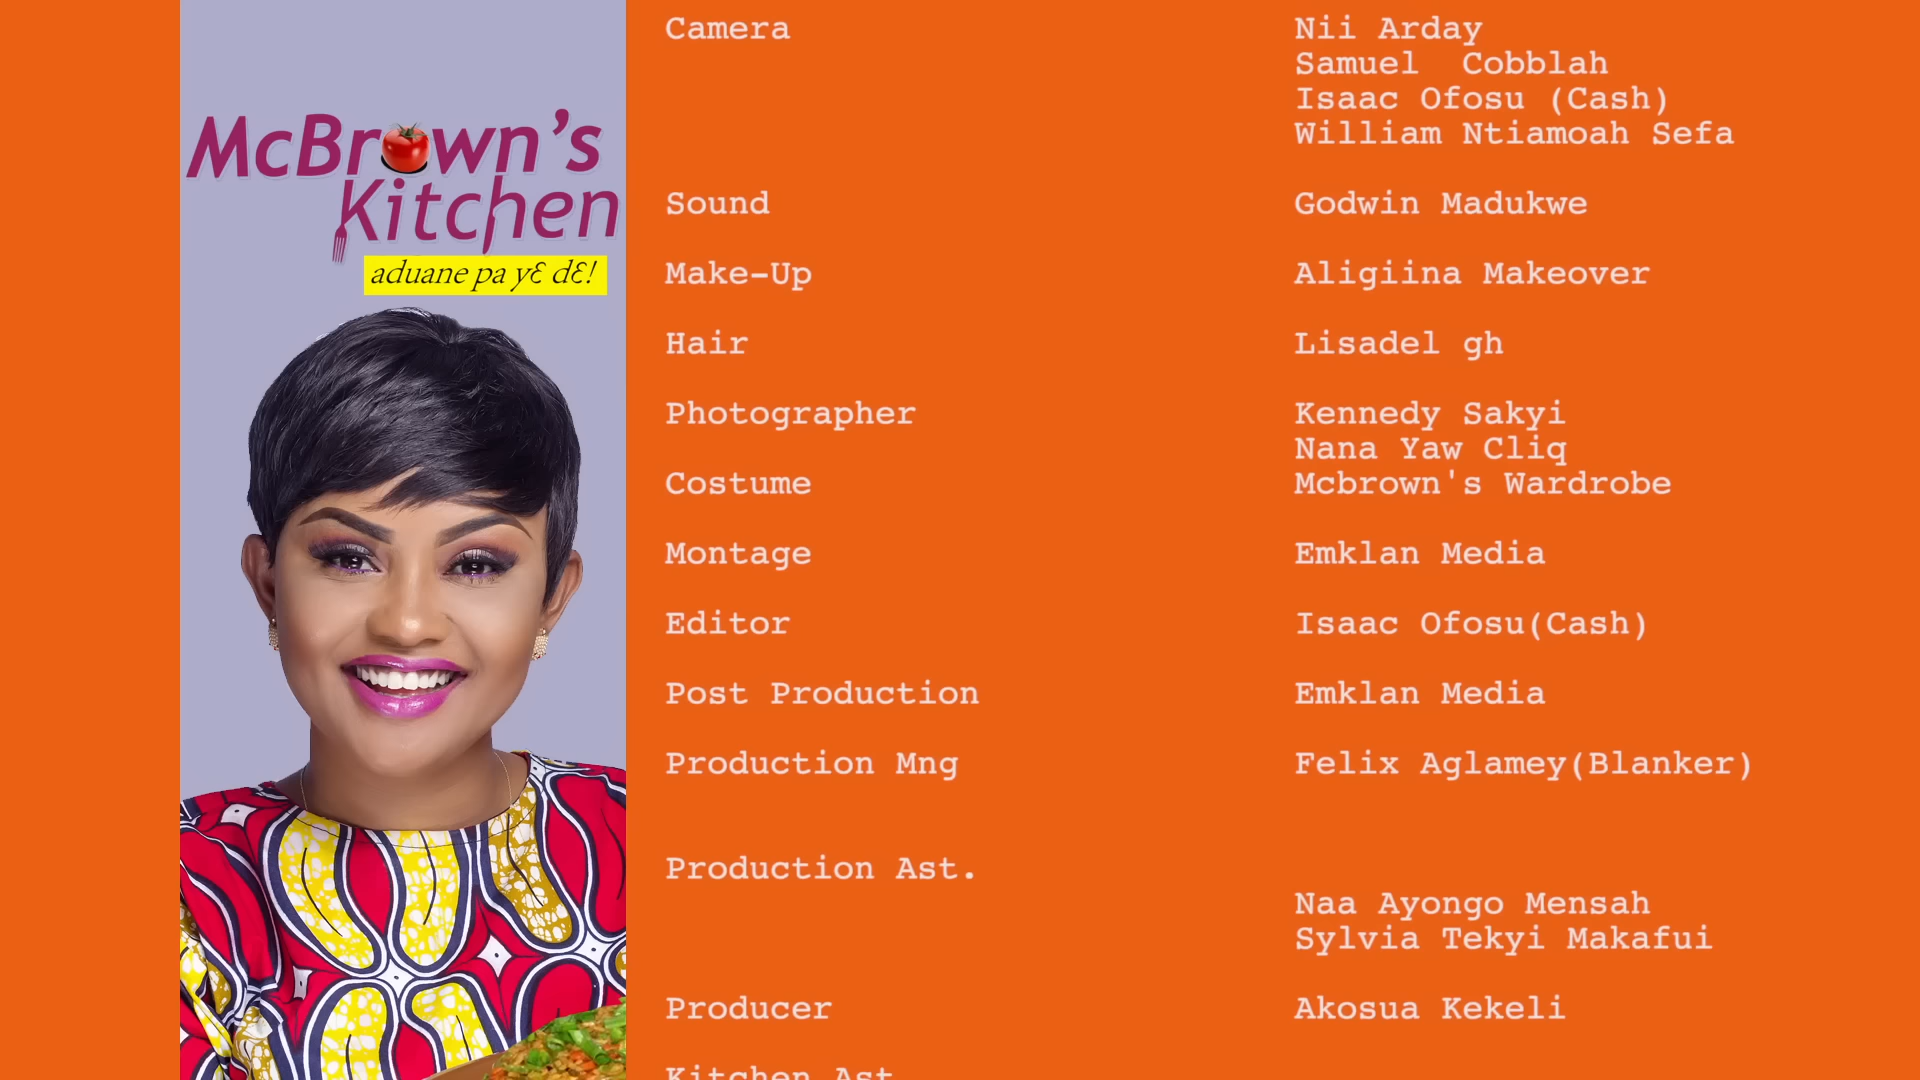 McBrown's
Kitchen
aduane pa yɛ dɛ!
Camera Nii Arday
Samuel Cobblah
Isaac Ofosu (Cash)
William Ntiamoah Sefa
Sound Godwin Madukwe
Make-Up Aligiina Makeover
Hair Lisadel gh
Photographer Kennedy Sakyi
Nana Yaw Cliq
Costume Mcbrown's Wardrobe
Montage Emklan Media
Editor Isaac Ofosu(Cash)
Post Production Emklan Media
Production Mng Felix Aglamey(Blanker)
Production Ast.
Naa Ayongo Mensah
Sylvia Tekyi Makafui
Producer Akosua Kekeli
Kitchen Ast